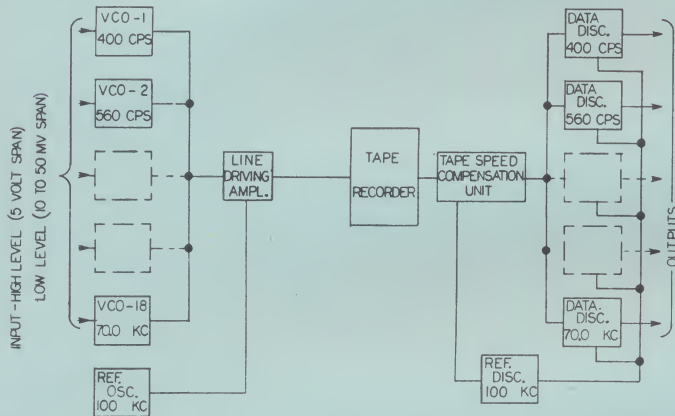 INPUT-HIGH LEVEL (5 VOLT SPAN)
LOW LEVEL (10 TO 50 MV SPAN)
VCO-1
400 CPS
VCO-2
560 CPS
VCO-18
70.0 KC
REF.
OSC.
100 KC
LINE
DRIVING
AMPL.
TAPE
RECORDER
TAPE SPEED
COMPENSATION
UNIT
DATA
DISC.
400 CPS
DATA
DISC.
560 CPS
DATA.
DISC.
70.0 KC
REF.
DISC.
100 KC
OUTPUTS